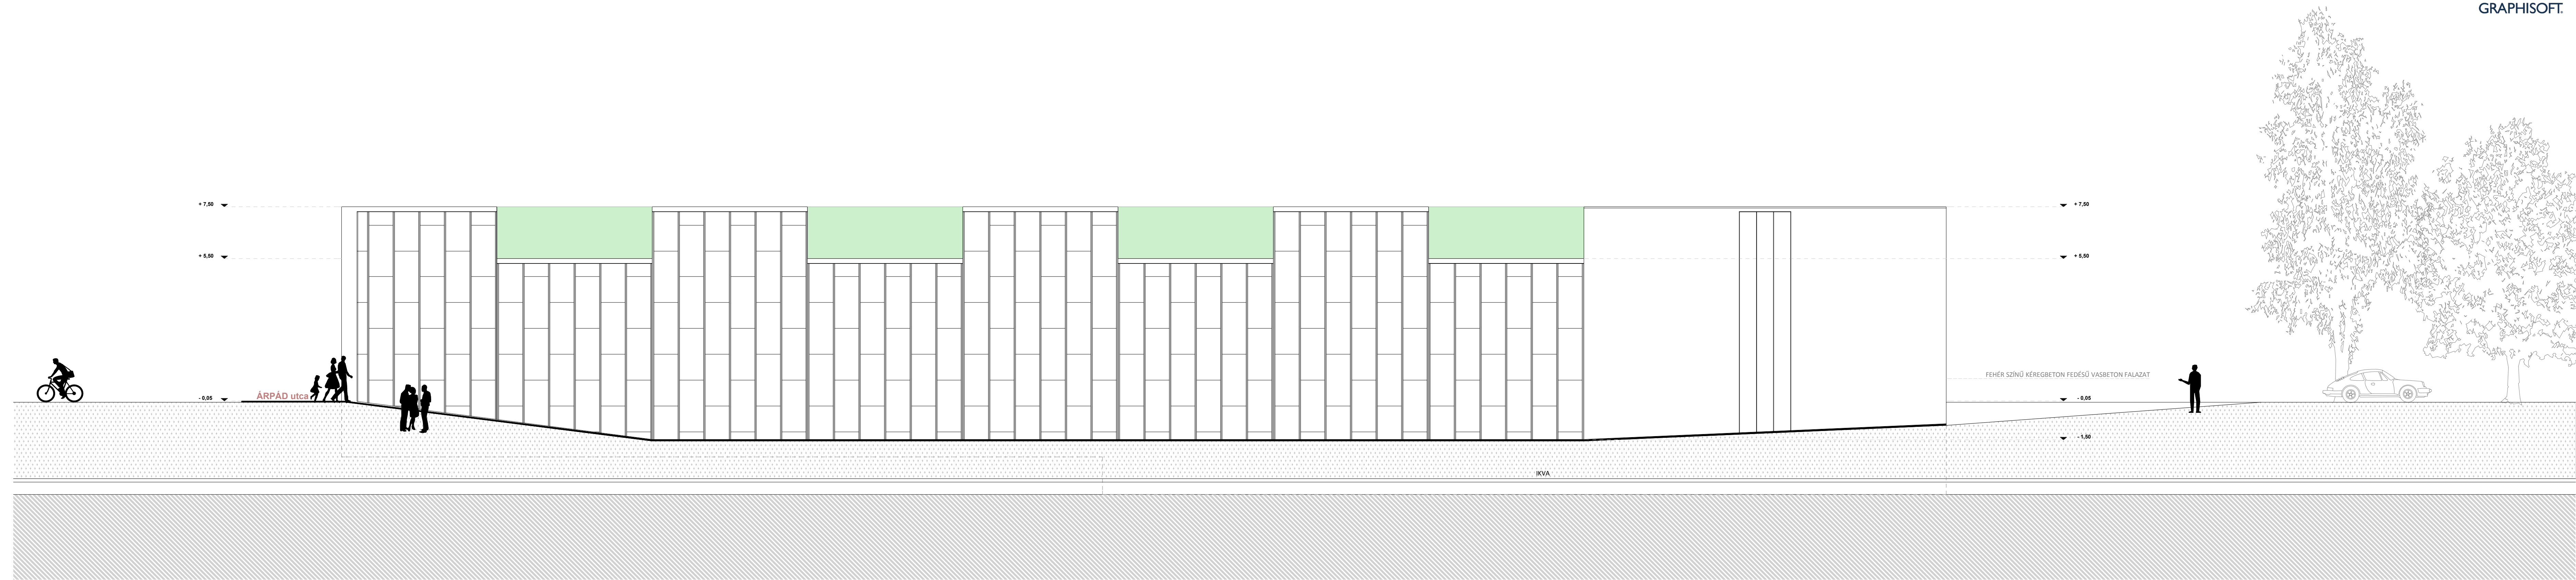 GRAPHISOFT.
+ 7,50
+ 7,50
+ 5,50
+ 5,50
FEHÉR SZÍNŰ KÉREGBETON FEDÉSŰ VASBETON FALAZAT
- 0,05
ÁRPÁD utca
- 0,05
- 1,50
IKVA